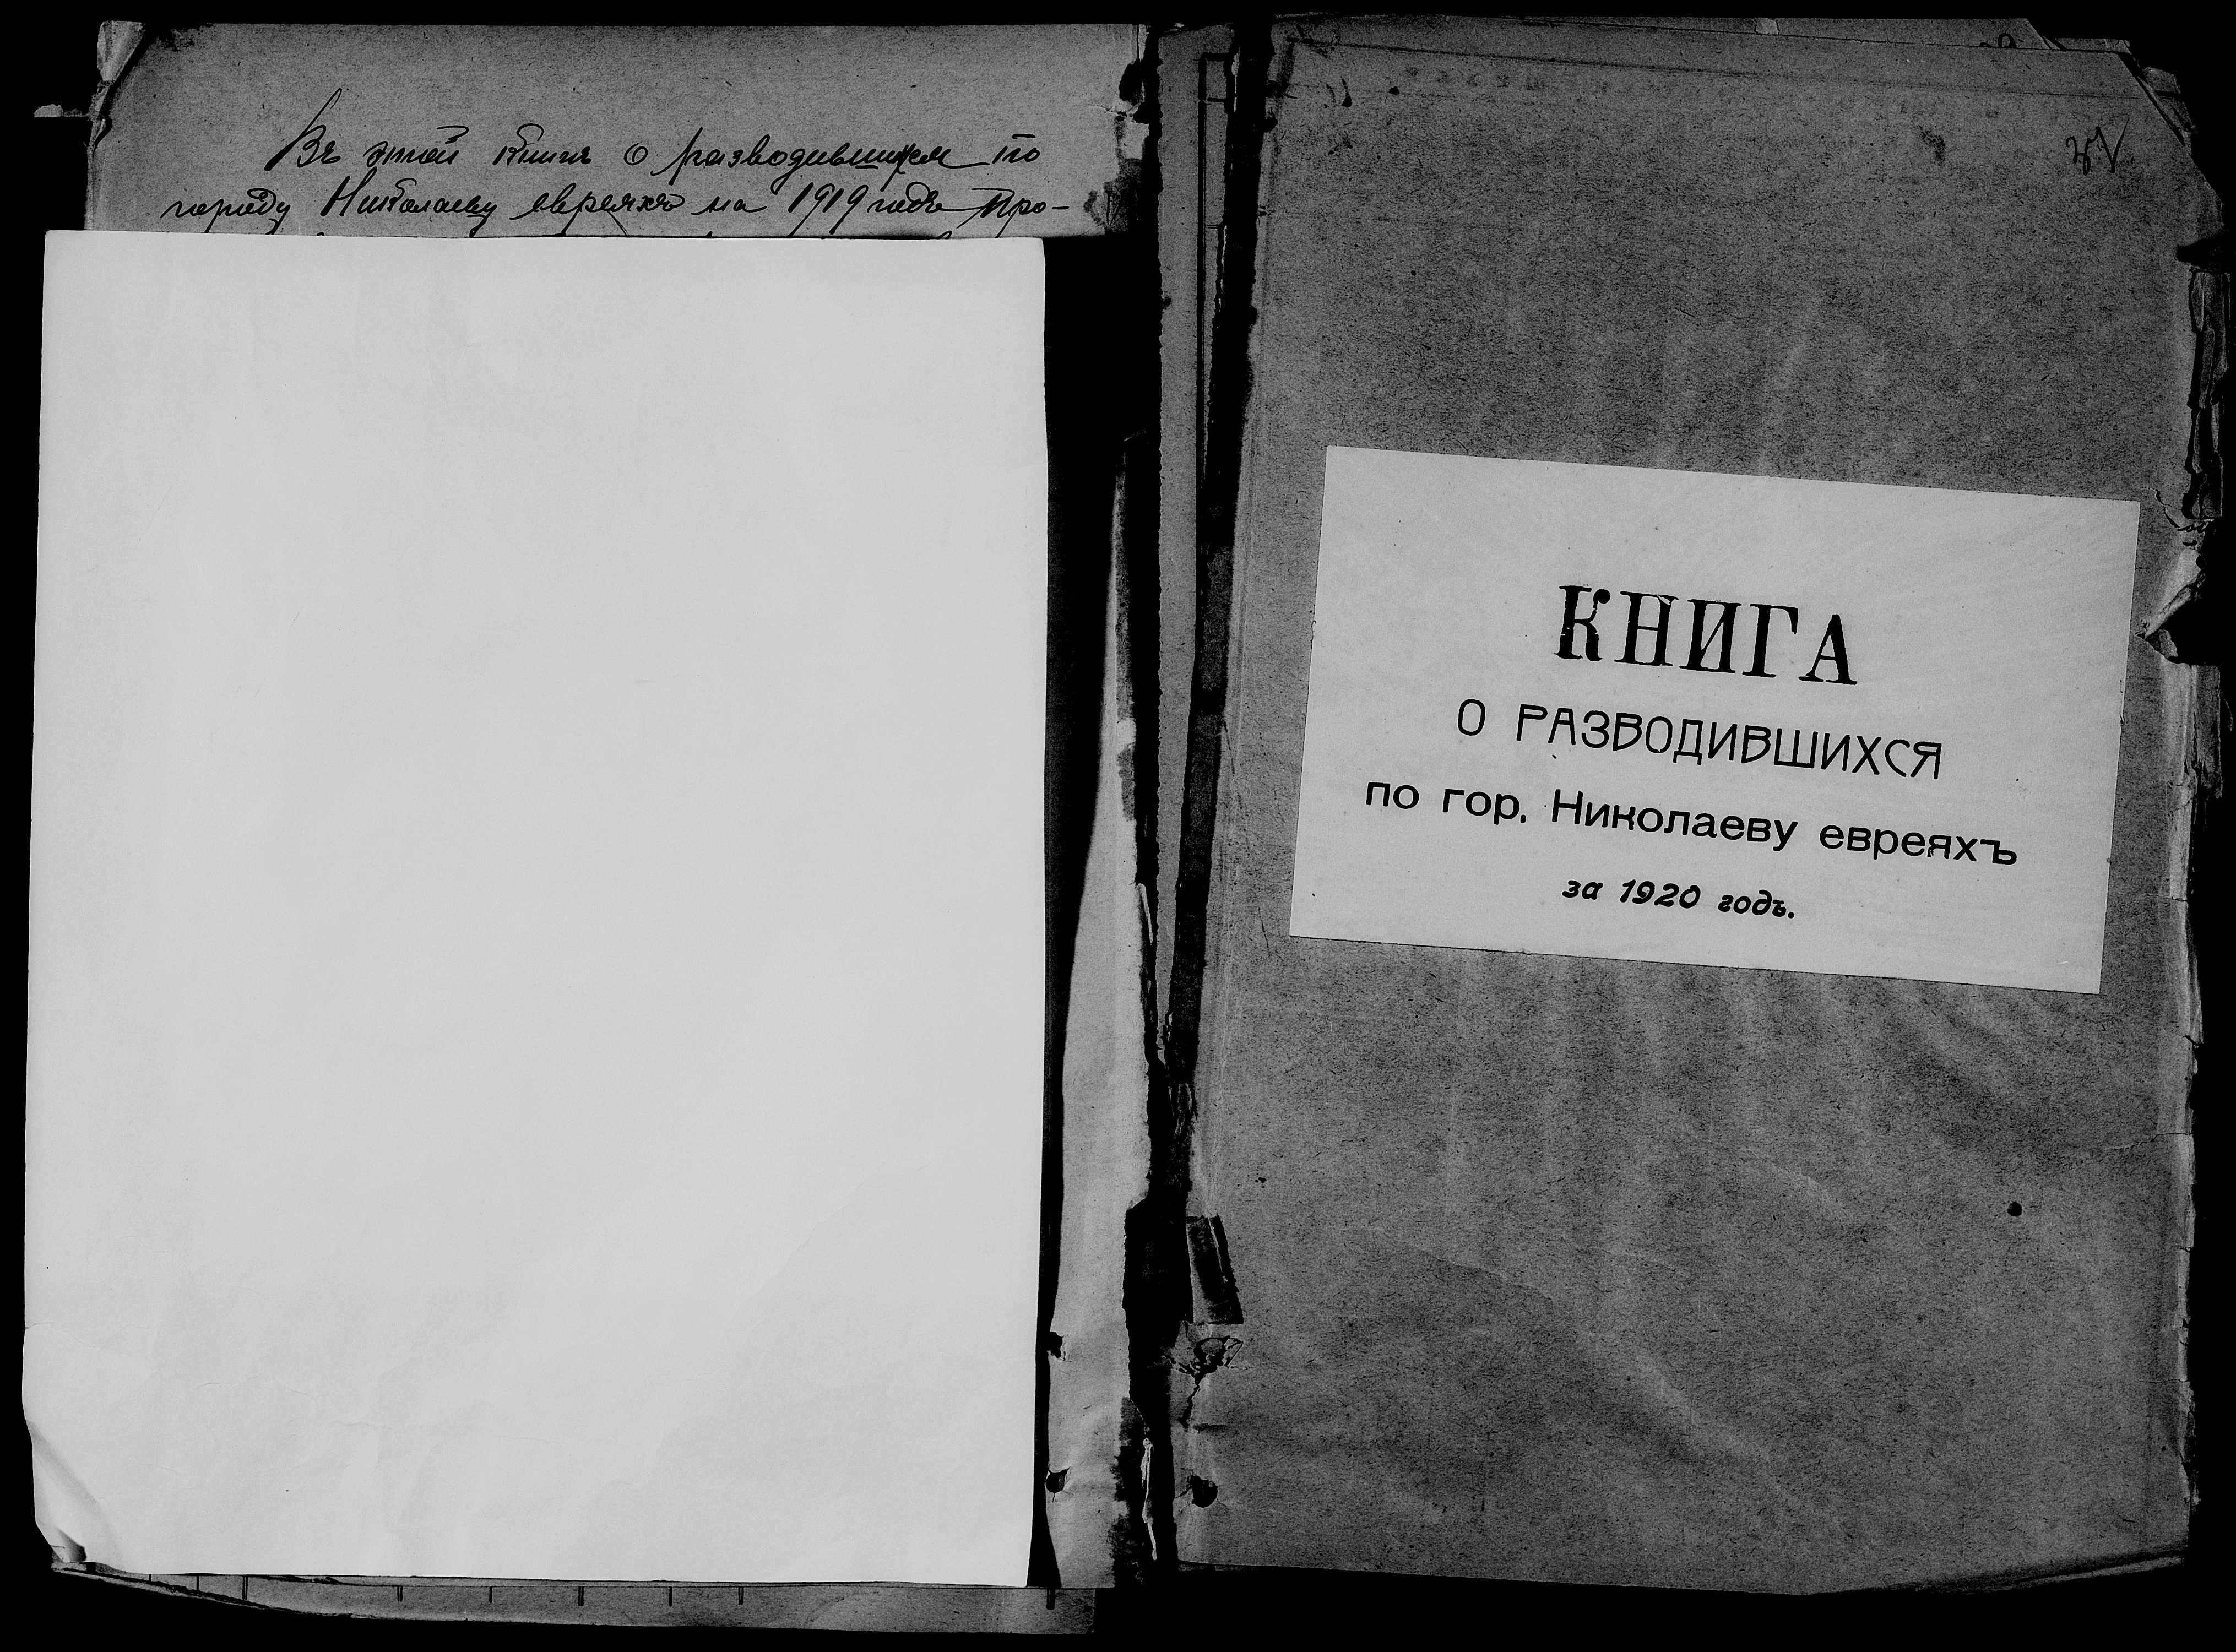 Въ этой книгѣ о разводившихся по
городу Николаеву евреяхъ на 1919 годъ про-
КНИГА
О РАЗВОДИВШИХСЯ
по гор. Николаеву евреяхъ
за 1920 годъ.